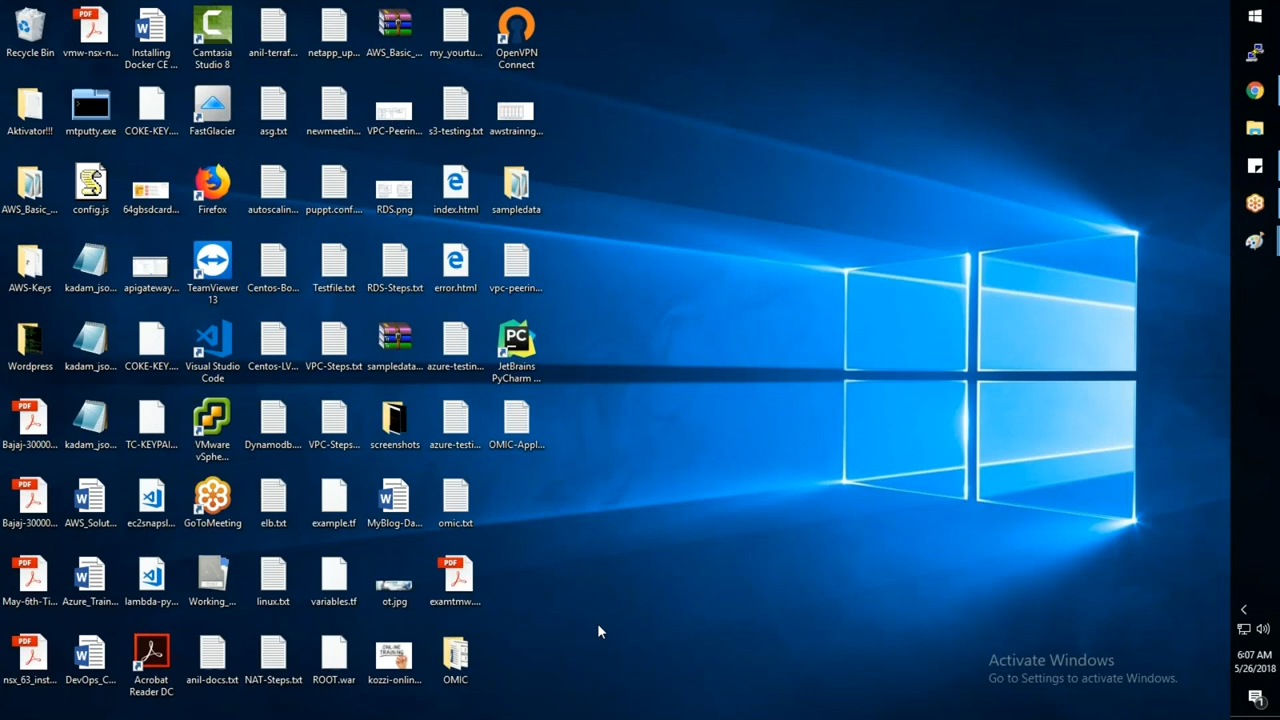 Recycle Bin
vmw-nsx-n...
Installing
Docker CE ...
Camtasia
Studio 8
anil-terraf...
netapp_up...
AWS_Basic_...
my_yourtu...
OpenVPN
Connect
Aktivator!!!
mtputty.exe
COKE-KEY....
FastGlacier
asg.txt
newmeetin...
VPC-Peerin...
s3-testing.txt
awstrainng...
AWS_Basic_...
config.js
64gbsdcard...
Firefox
autoscalin...
puppt.conf....
RDS.png
index.html
sampledata
AWS-Keys
kadam_jso...
apigateway...
TeamViewer
13
Centos-Bo...
Testfile.txt
RDS-Steps.txt
error.html
vpc-peerin...
Wordpress
kadam_jso...
COKE-KEY....
Visual Studio
Code
Centos-LV...
VPC-Steps.txt
sampledata...
azure-testin...
JetBrains
PyCharm ...
Bajaj-30000...
kadam_jso...
TC-KEYPAI...
VMware
vSphe...
Dynamodb....
VPC-Steps...
screenshots
azure-testi...
OMIC-Appl...
Bajaj-30000...
AWS_Solut...
ec2snapsl...
GoToMeeting
elb.txt
example.tf
MyBlog-Da...
omic.txt
May-6th-Ti...
Azure_Train...
lambda-py...
Working_...
linux.txt
variables.tf
ot.jpg
examtmw....
nsx_63_inst...
DevOps_C...
Acrobat
Reader DC
anil-docs.txt
NAT-Steps.txt
ROOT.war
kozzi-onlin...
OMIC
Activate Windows
Go to Settings to activate Windows.
6:07 AM
5/26/2018